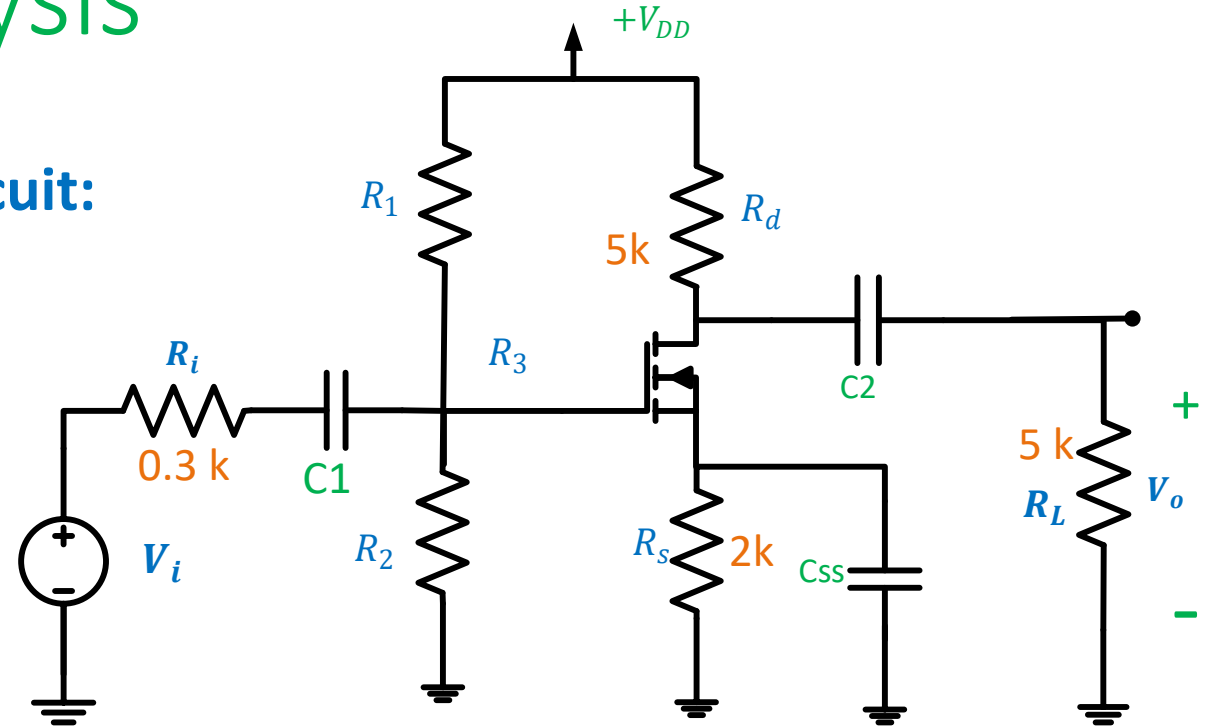 ysis
+V_DD
cuit:
R_1
R_d
5k
R_i
R_3
C2
+
0.3 k
C1
5 k
R_L
V_o
R_2
R_s
2k
Css
V_i
+
-
-